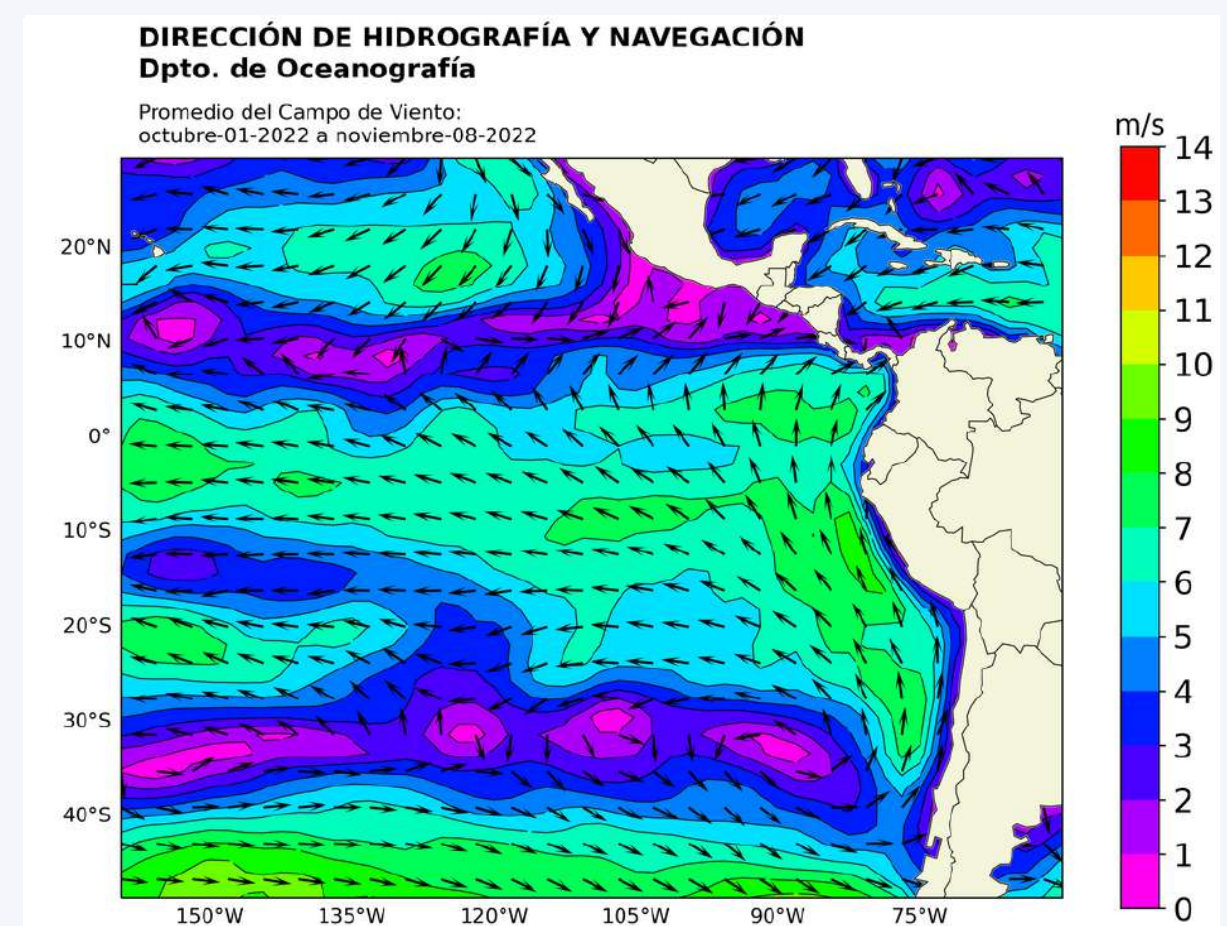 DIRECCIÓN DE HIDROGRAFÍA Y NAVEGACIÓN
Dpto. de Oceanografía
Promedio del Campo de Viento:
octubre-01-2022 a noviembre-08-2022
m/s
14
13
12
11
10
9
8
7
6
5
4
3
2
1
0
20°N
10°N
0°
10°S
20°S
30°S
40°S
150°W 135°W 120°W 105°W 90°W 75°W